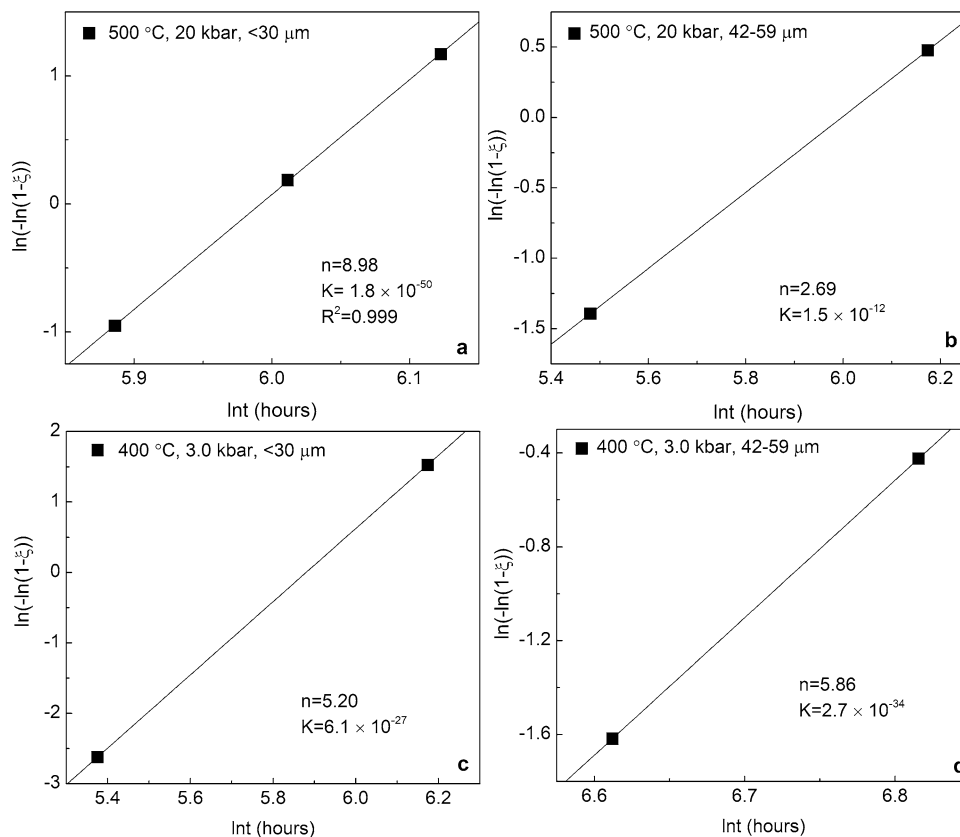 500 °C, 20 kbar, <30 μm
ln(-ln(1-ξ))
1
0
-1
n=8.98
K= 1.8 × 10^-50
R^2=0.999
a
5.9 6.0 6.1
lnt (hours)
500 °C, 20 kbar, 42-59 μm
ln(-ln(1-ξ))
0.5
0.0
-0.5
-1.0
-1.5
n=2.69
K=1.5 × 10^-12
b
5.4 5.6 5.8 6.0 6.2
lnt (hours)
400 °C, 3.0 kbar, <30 μm
ln(-ln(1-ξ))
2
1
0
-1
-2
-3
n=5.20
K=6.1 × 10^-27
c
5.4 5.6 5.8 6.0 6.2
lnt (hours)
400 °C, 3.0 kbar, 42-59 μm
ln(-ln(1-ξ))
-0.4
-0.8
-1.2
-1.6
n=5.86
K=2.7 × 10^-34
6.6 6.7 6.8
lnt (hours)